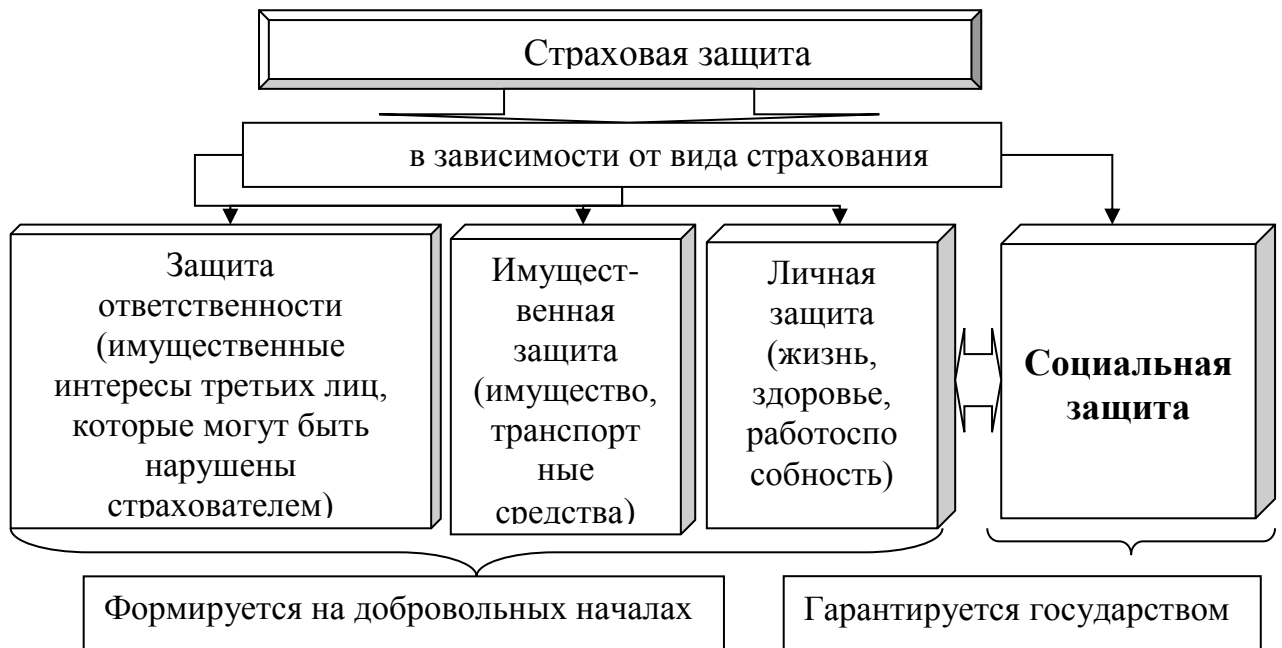 Страховая защита
в зависимости от вида страхования
Защита
ответственности
(имущественные
интересы третьих лиц,
которые могут быть
нарушены
страхователем)
Имущест-
венная
защита
(имущество,
транспорт
ные
средства)
Личная
защита
(жизнь,
здоровье,
работоспо
собность)
Социальная
защита
Формируется на добровольных началах
Гарантируется государством